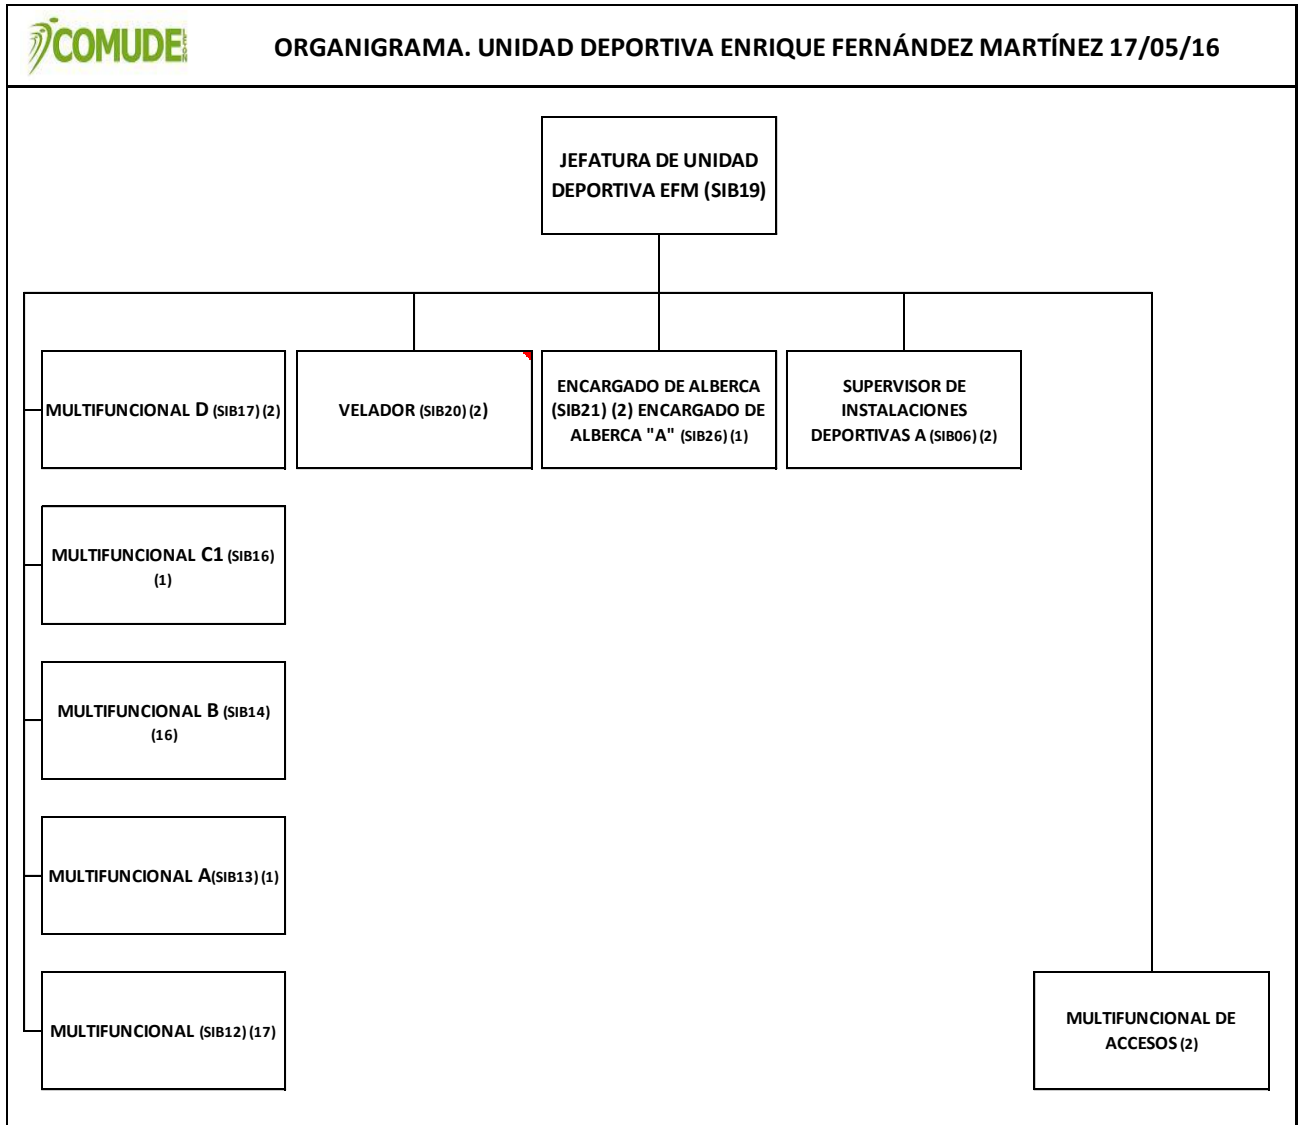 COMUDE
LEÓN
ORGANIGRAMA. UNIDAD DEPORTIVA ENRIQUE FERNÁNDEZ MARTÍNEZ 17/05/16
JEFATURA DE UNIDAD
DEPORTIVA EFM (SIB19)
MULTIFUNCIONAL D (SIB17) (2)
VELADOR (SIB20) (2)
ENCARGADO DE ALBERCA
(SIB21) (2) ENCARGADO DE
ALBERCA "A" (SIB26) (1)
SUPERVISOR DE
INSTALACIONES
DEPORTIVAS A (SIB06) (2)
MULTIFUNCIONAL C1 (SIB16)
(1)
MULTIFUNCIONAL B (SIB14)
(16)
MULTIFUNCIONAL A(SIB13) (1)
MULTIFUNCIONAL (SIB12) (17)
MULTIFUNCIONAL DE
ACCESOS (2)